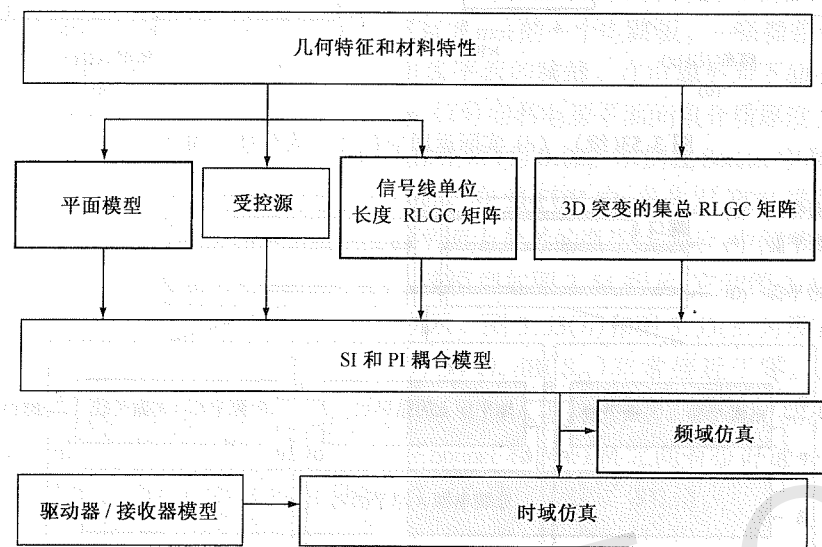 几何特征和材料特性
平面模型
受控源
信号线单位
长度 RLGC 矩阵
3D 突变的集总 RLGC 矩阵
SI 和 PI 耦合模型
频域仿真
驱动器 / 接收器模型
时域仿真